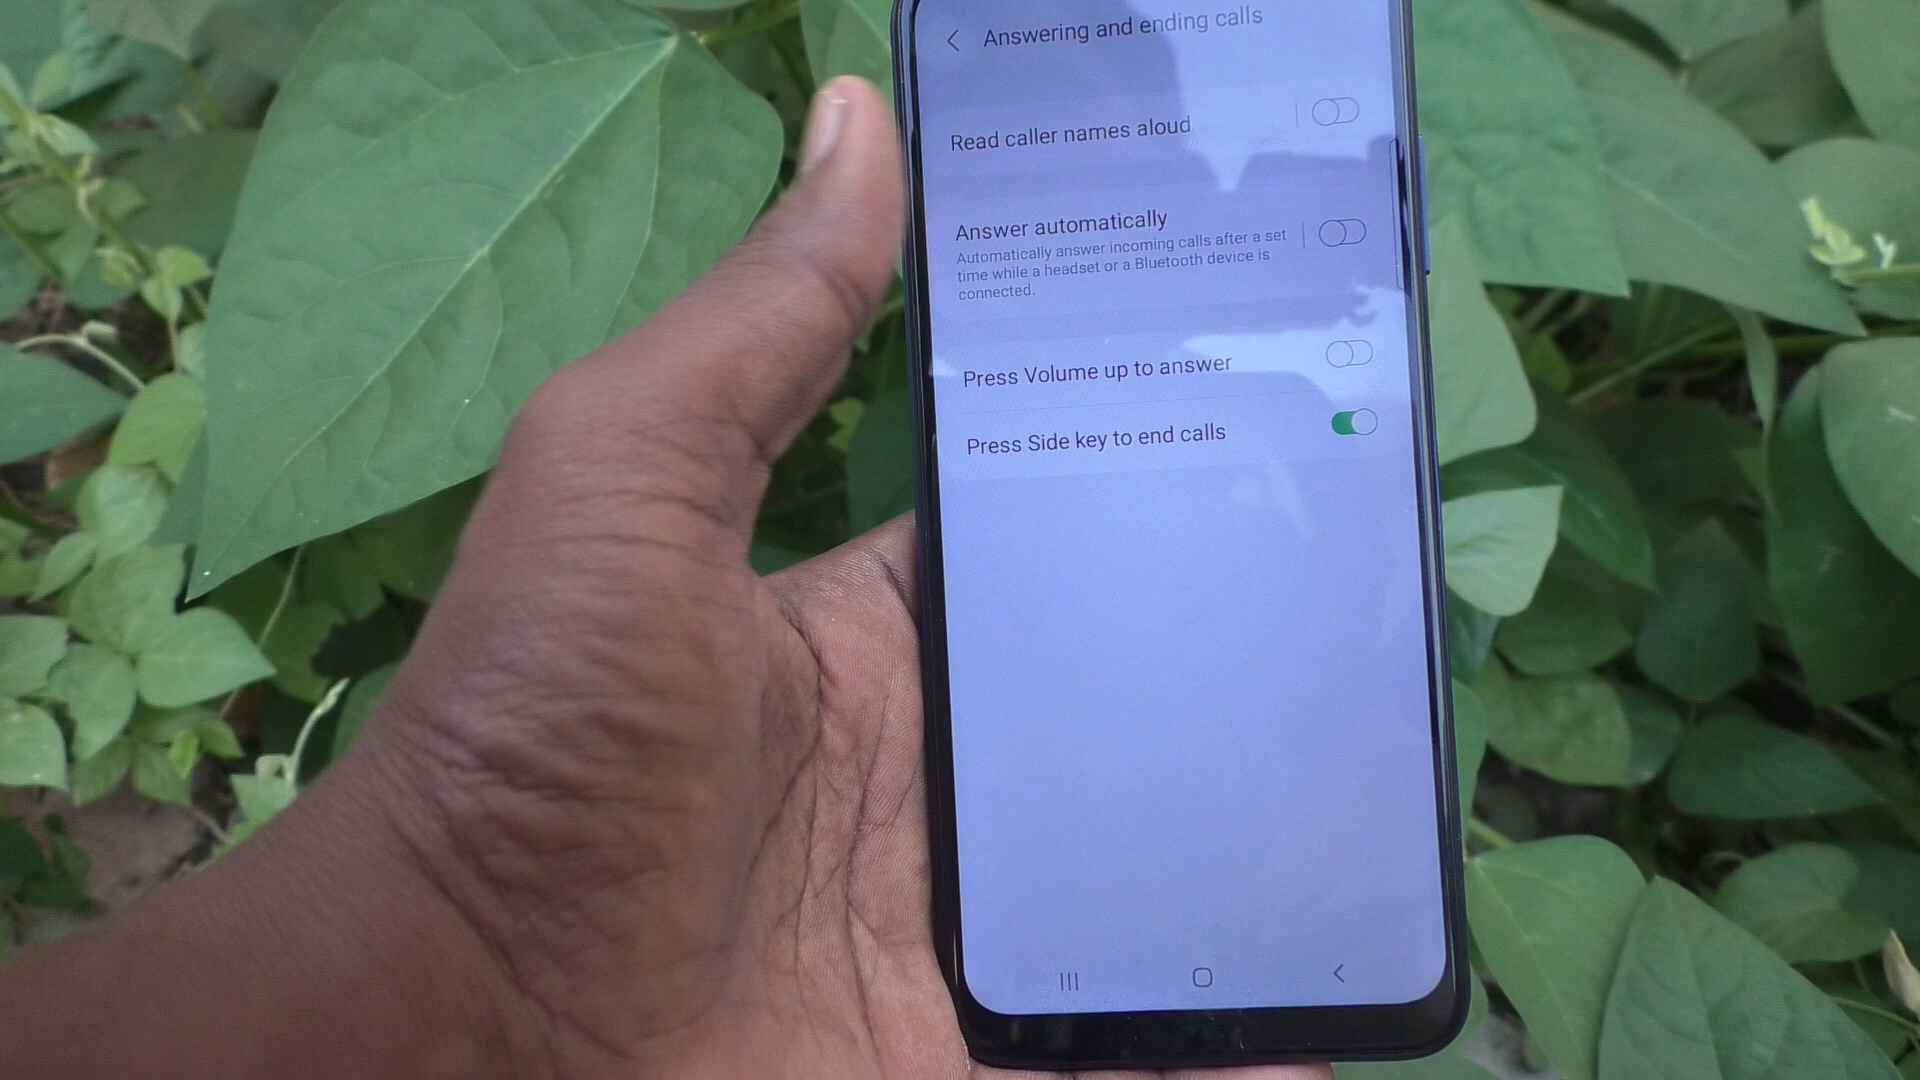 Answering and ending calls
Read caller names aloud
Answer automatically
Automatically answer incoming calls after a set
time while a headset or a Bluetooth device is
connected.
Press Volume up to answer
Press Side key to end calls